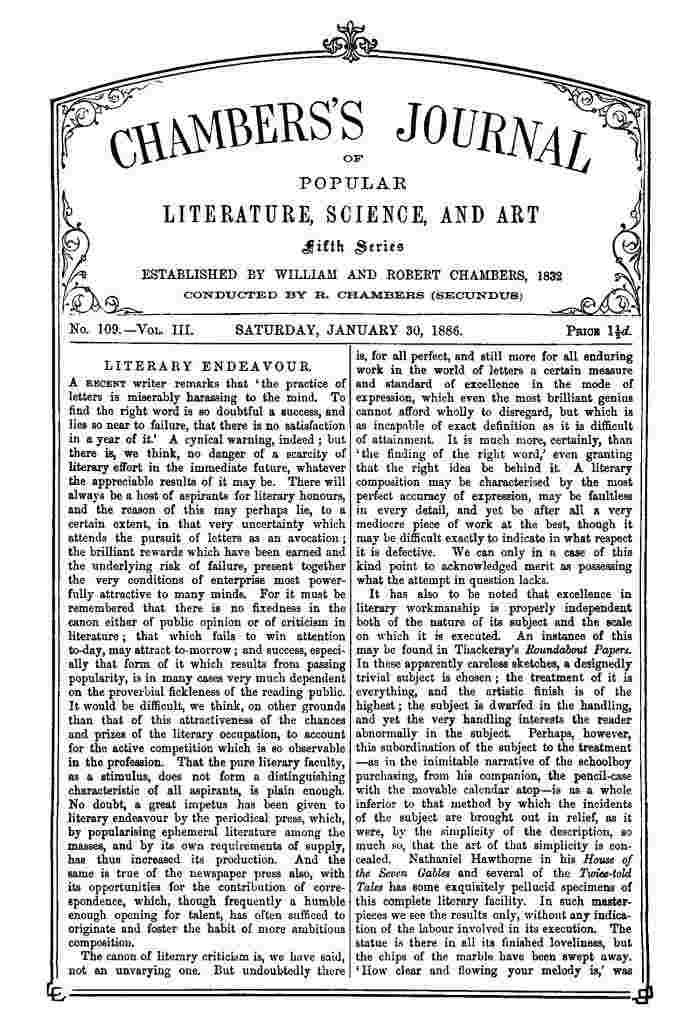 CHAMBERS'S JOURNAL
OF
POPULAR
LITERATURE, SCIENCE, AND ART
Fifth Series
ESTABLISHED BY WILLIAM AND ROBERT CHAMBERS, 1832
CONDUCTED BY R. CHAMBERS (SECUNDUS)
No. 109.—VOL. III. SATURDAY, JANUARY 30, 1886. PRICE 1½d.
LITERARY ENDEAVOUR.
A RECENT writer remarks that 'the practice of
letters is miserably harassing to the mind. To
find the right word is so doubtful a success, and
lies so near to failure, that there is no satisfaction
in a year of it.' A cynical warning, indeed; but
there is, we think, no danger of a scarcity of
literary effort in the immediate future, whatever
the appreciable results of it may be. There will
always be a host of aspirants for literary honours,
and the reason of this may perhaps lie, to a
certain extent, in that very uncertainty which
attends the pursuit of letters as an avocation;
the brilliant rewards which have been earned and
the underlying risk of failure, present together
the very conditions of enterprise most power-
fully attractive to many minds. For it must be
remembered that there is no fixedness in the
canon either of public opinion or of criticism in
literature; that which fails to win attention
to-day, may attract to-morrow; and success, especi-
ally that form of it which results from passing
popularity, is in many cases very much dependent
on the proverbial fickleness of the reading public.
It would be difficult, we think, on other grounds
than that of this attractiveness of the chances
and prizes of the literary occupation, to account
for the active competition which is so observable
in the profession. That the pure literary faculty,
as a stimulus, does not form a distinguishing
characteristic of all aspirants, is plain enough.
No doubt, a great impetus has been given to
literary endeavour by the periodical press, which,
by popularising ephemeral literature among the
masses, and by its own requirements of supply,
has thus increased its production. And the
same is true of the newspaper press also, with
its opportunities for the contribution of corre-
spondence, which, though frequently a humble
enough opening for talent, has often sufficed to
originate and foster the habit of more ambitious
composition.
The canon of literary criticism is, we have said,
not an unvarying one. But undoubtedly there
is, for all perfect, and still more for all enduring
work in the world of letters a certain measure
and standard of excellence in the mode of
expression, which even the most brilliant genius
cannot afford wholly to disregard, but which is
as incapable of exact definition as it is difficult
of attainment. It is much more, certainly, than
'the finding of the right word,' even granting
that the right idea be behind it. A literary
composition may be characterised by the most
perfect accuracy of expression, may be faultless
in every detail, and yet be after all a very
mediocre piece of work at the best, though it
may be difficult exactly to indicate in what respect
it is defective. We can only in a case of this
kind point to acknowledged merit as possessing
what the attempt in question lacks.
It has also to be noted that excellence in
literary workmanship is properly independent
both of the nature of its subject and the scale
on which it is executed. An instance of this
may be found in Thackeray's Roundabout Papers.
In these apparently careless sketches, a designedly
trivial subject is chosen; the treatment of it is
everything, and the artistic finish is of the
highest; the subject is dwarfed in the handling,
and yet the very handling interests the reader
abnormally in the subject. Perhaps, however,
this subordination of the subject to the treatment
—as in the inimitable narrative of the schoolboy
purchasing, from his companion, the pencil-case
with the movable calendar atop—is as a whole
inferior to that method by which the incidents
of the subject are brought out in relief, as it
were, by the simplicity of the description, so
much so, that the art of that simplicity is con-
cealed. Nathaniel Hawthorne in his House of
the Seven Gables and several of the Twice-told
Tales has some exquisitely pellucid specimens of
this complete literary facility. In such master-
pieces we see the results only, without any indica-
tion of the labour involved in its execution. The
statue is there in all its finished loveliness, but
the chips of the marble have been swept away.
'How clear and flowing your melody is,' was